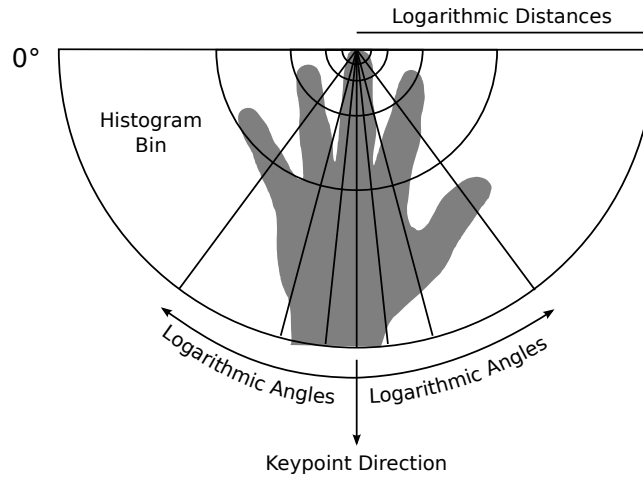 Logarithmic Distances
0°
Histogram
Bin
Logarithmic Angles
Logarithmic Angles
Keypoint Direction